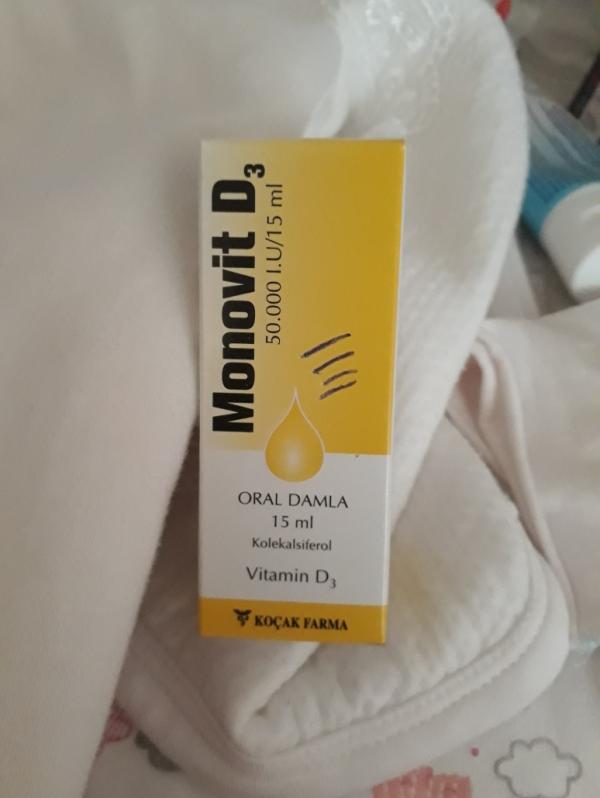 Monovit D3
50.000 I.U/15 ml
ORAL DAMLA
15 ml
Kolekalsiferol
Vitamin D3
KOÇAK FARMA